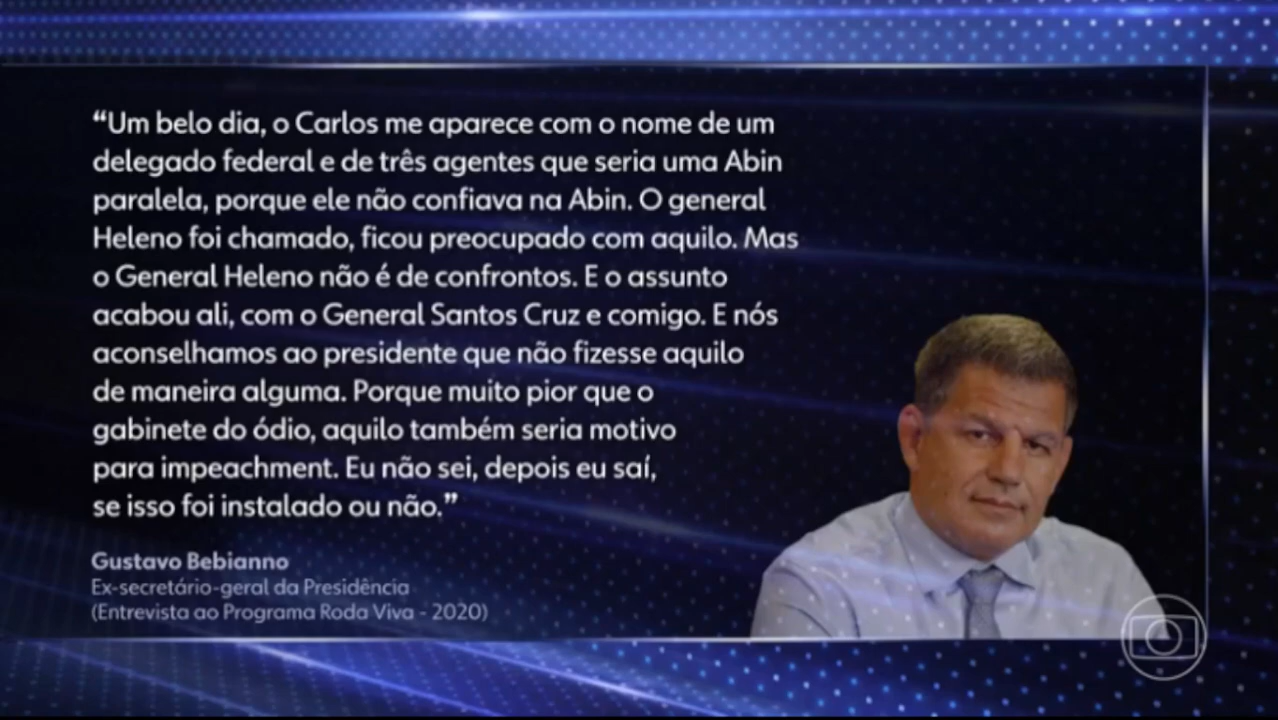 “Um belo dia, o Carlos me aparece com o nome de um
delegado federal e de três agentes que seria uma Abin
paralela, porque ele não confiava na Abin. O general
Heleno foi chamado, ficou preocupado com aquilo. Mas
o General Heleno não é de confrontos. E o assunto
acabou ali, com o General Santos Cruz e comigo. E nós
aconselhamos ao presidente que não fizesse aquilo
de maneira alguma. Porque muito pior que o
gabinete do ódio, aquilo também seria motivo
para impeachment. Eu não sei, depois eu saí,
se isso foi instalado ou não.”
Gustavo Bebianno
Ex-secretário-geral da Presidência
(Entrevista ao Programa Roda Viva - 2020)